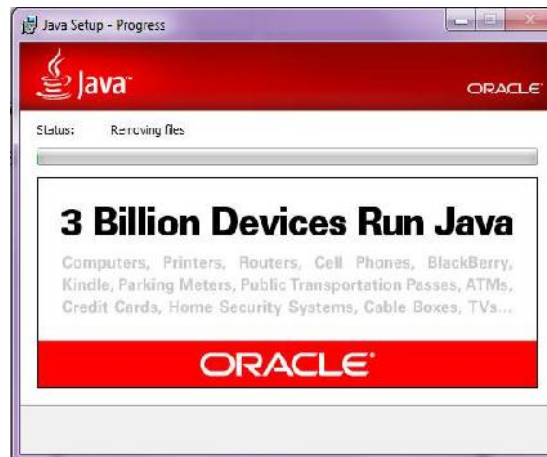 Java Setup - Progress
Java
ORACLE
Status: Removing files
3 Billion Devices Run Java
Computers, Printers, Routers, Cell Phones, BlackBerry,
Kindle, Parking Meters, Public Transportation Passes, ATMs,
Credit Cards, Home Security Systems, Cable Boxes, TVs...
ORACLE